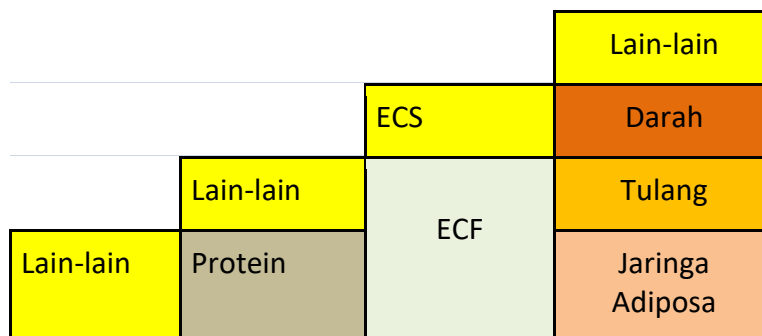 Lain-lain
ECS
Darah
Lain-lain
ECF
Tulang
Lain-lain
Protein
Jaringa
Adiposa